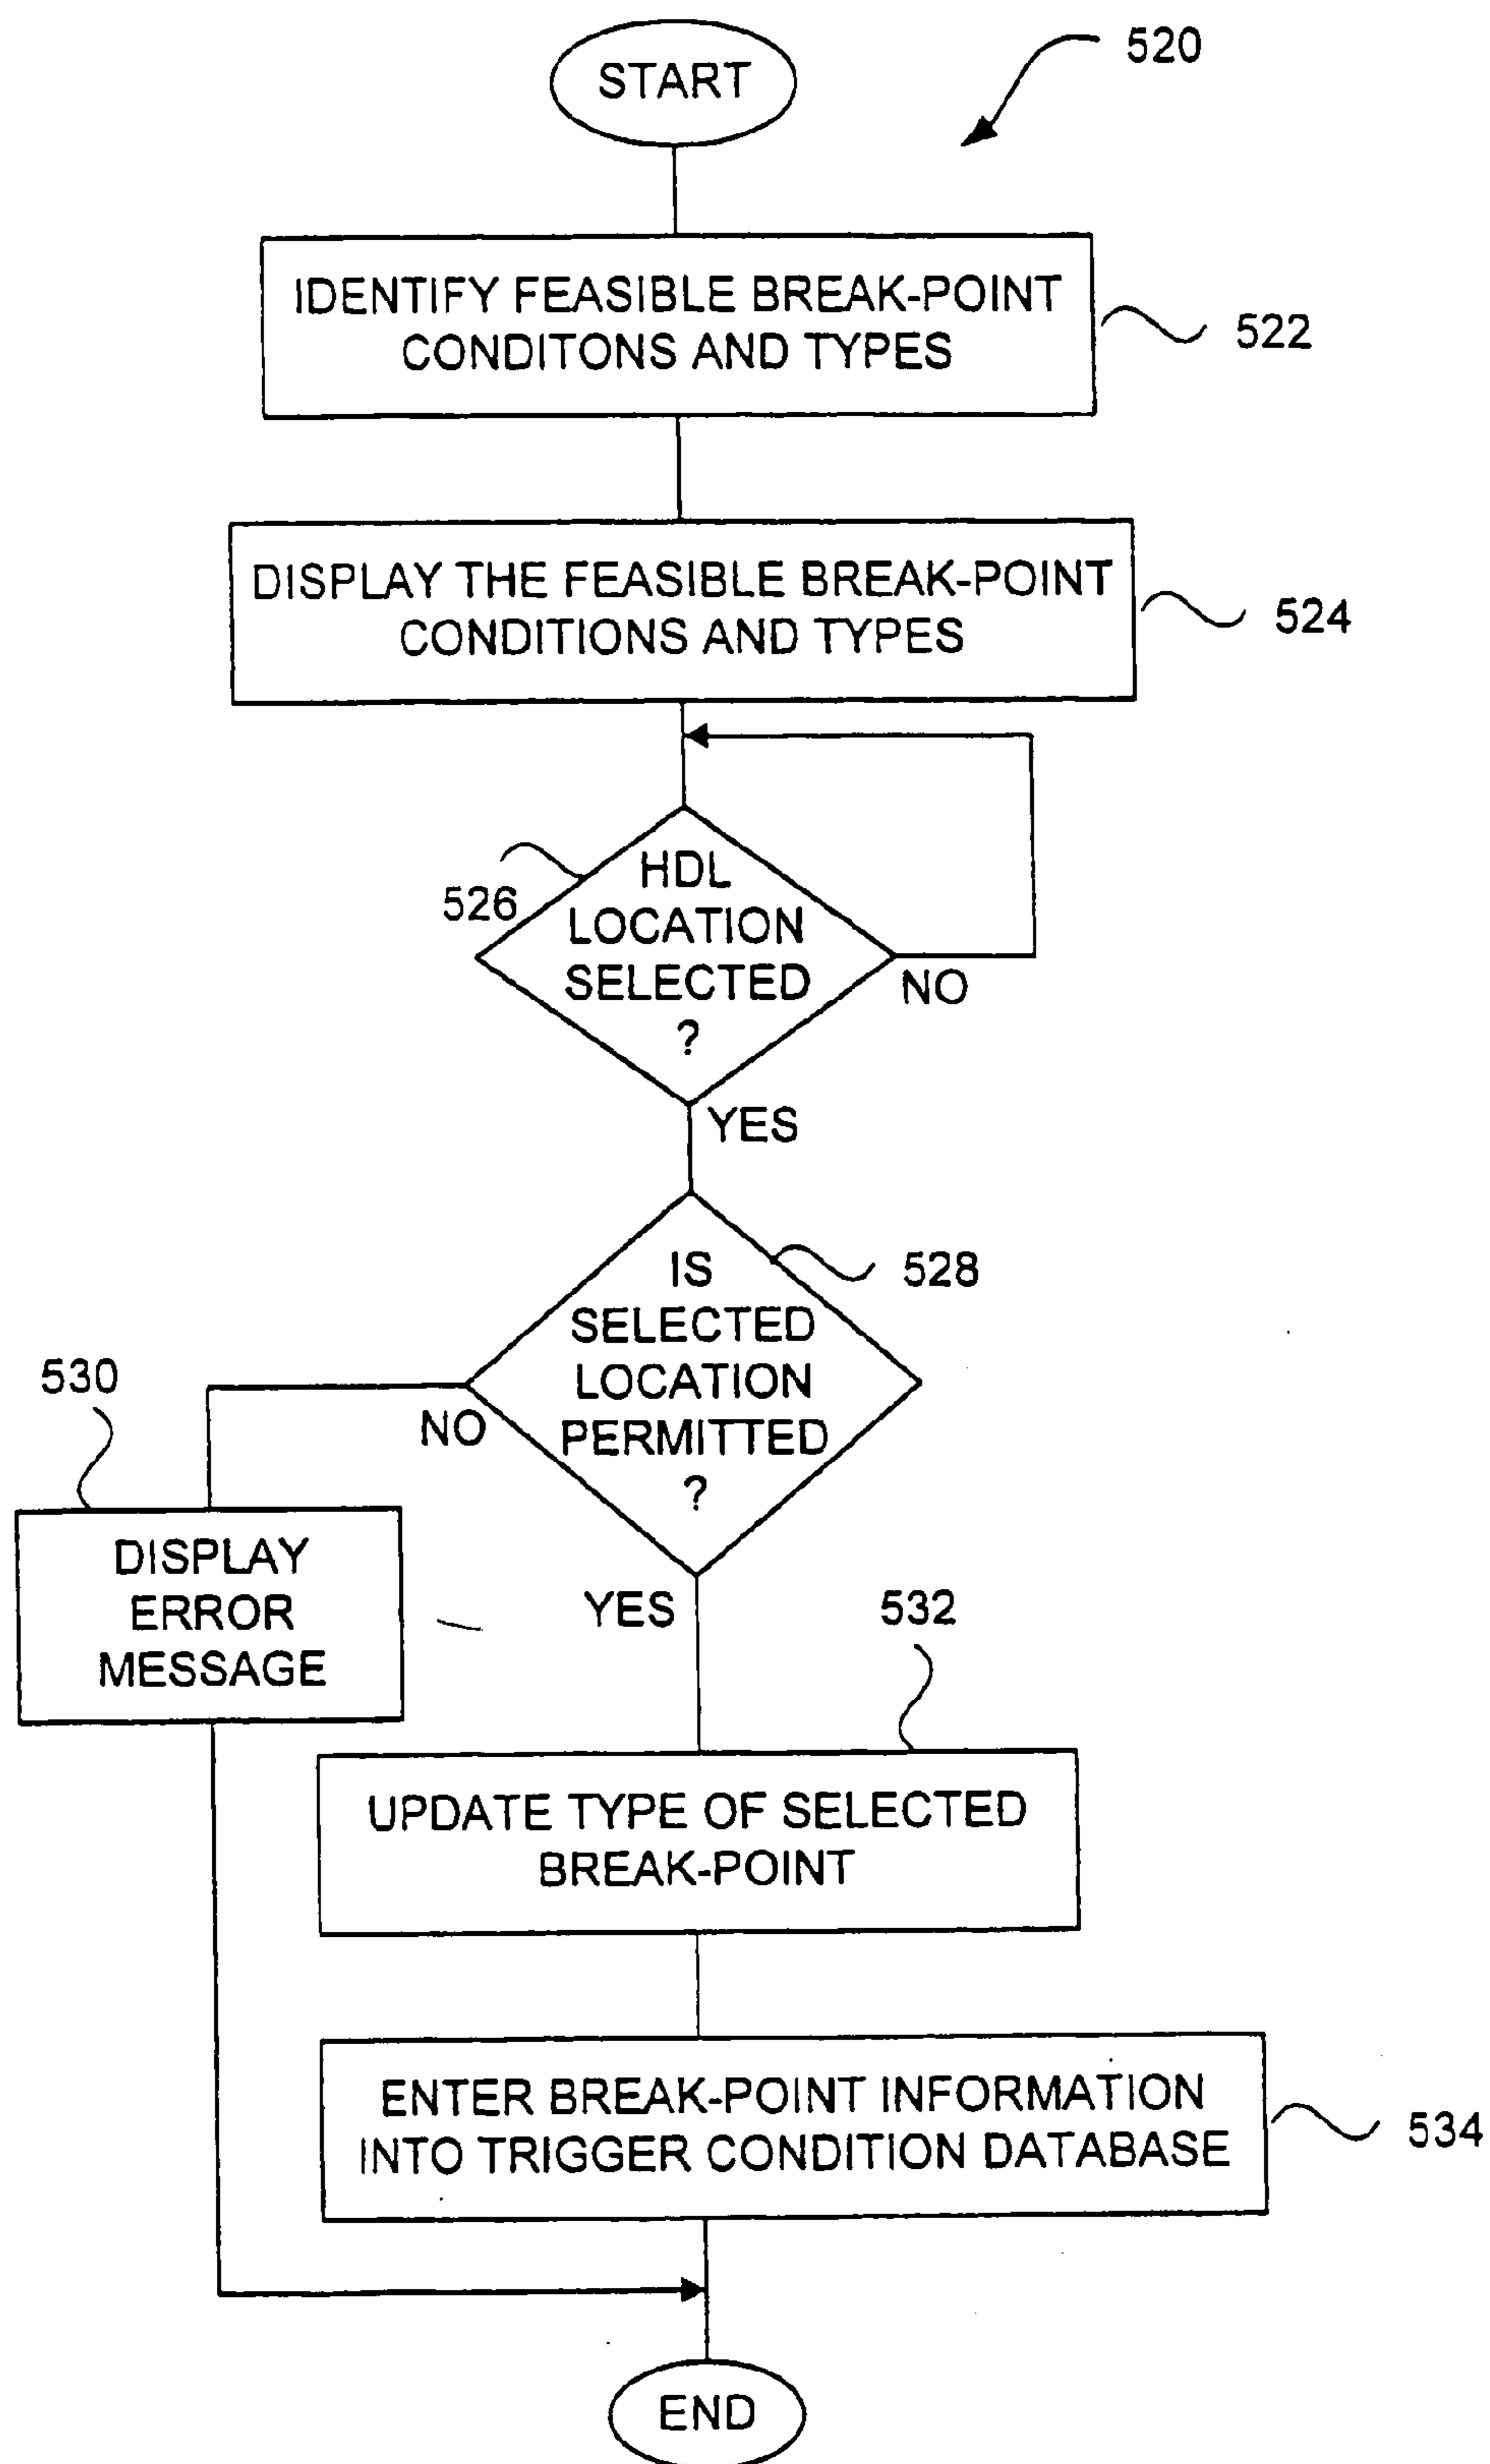 START
520
IDENTIFY FEASIBLE BREAK-POINT
CONDITONS AND TYPES
522
DISPLAY THE FEASIBLE BREAK-POINT
CONDITIONS AND TYPES
524
526
HDL
LOCATION
SELECTED
?
NO
YES
528
IS
SELECTED
LOCATION
PERMITTED
?
NO
530
DISPLAY
ERROR
MESSAGE
YES
532
UPDATE TYPE OF SELECTED
BREAK-POINT
ENTER BREAK-POINT INFORMATION
INTO TRIGGER CONDITION DATABASE
534
END